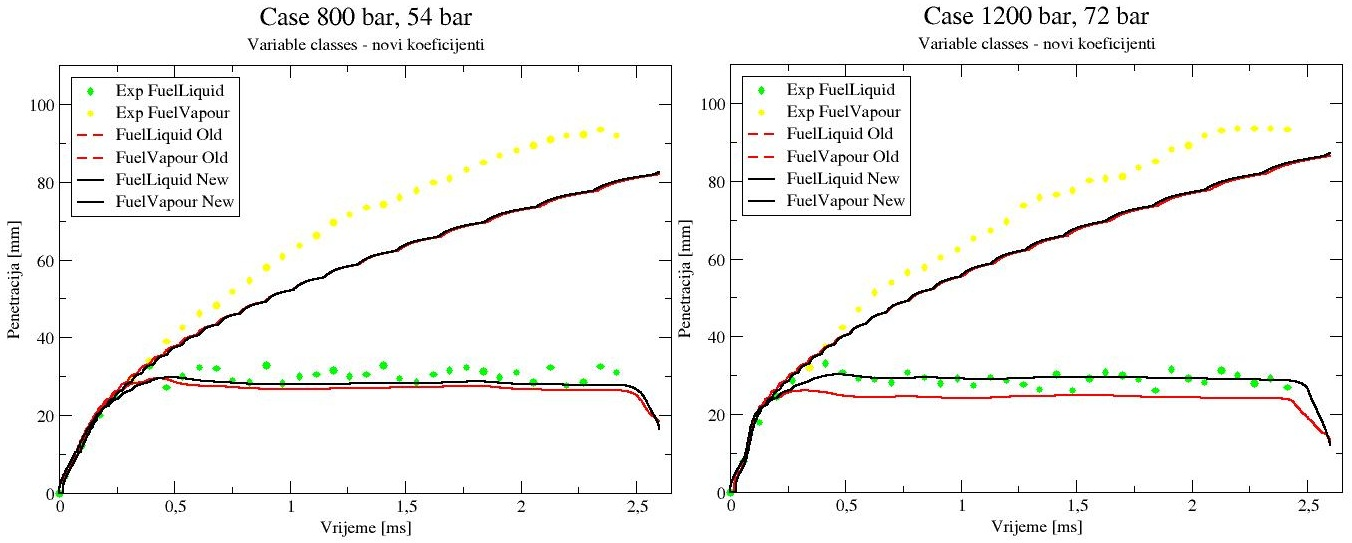 Case 800 bar, 54 bar
Variable classes - novi koeficijenti
Exp FuelLiquid
Exp FuelVapour
FuelLiquid Old
FuelVapour Old
FuelLiquid New
FuelVapour New
100
80
60
40
20
0
Penetracija [mm]
0
0,5
1
1,5
2
2,5
Vrijeme [ms]
Case 1200 bar, 72 bar
Variable classes - novi koeficijenti
Exp FuelLiquid
Exp FuelVapour
FuelLiquid Old
FuelVapour Old
FuelLiquid New
FuelVapour New
100
80
60
40
20
0
Penetracija [mm]
0
0,5
1
1,5
2
2,5
Vrijeme [ms]